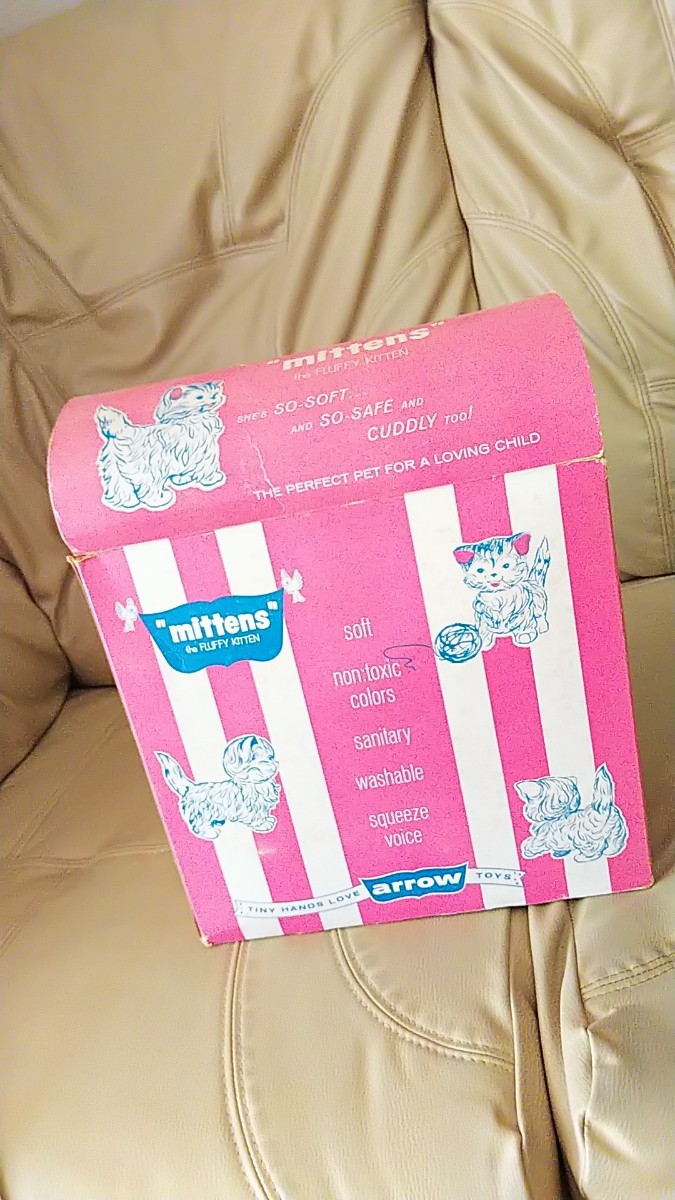 "mittens"
the FLUFFY KITTEN
SHE'S SO-SOFT...
AND SO-SAFE AND
CUDDLY TOO!
THE PERFECT PET FOR A LOVING CHILD
"mittens"
the FLUFFY KITTEN
soft
non-toxic
colors
sanitary
washable
squeeze
voice
TINY HANDS LOVE arrow TOYS